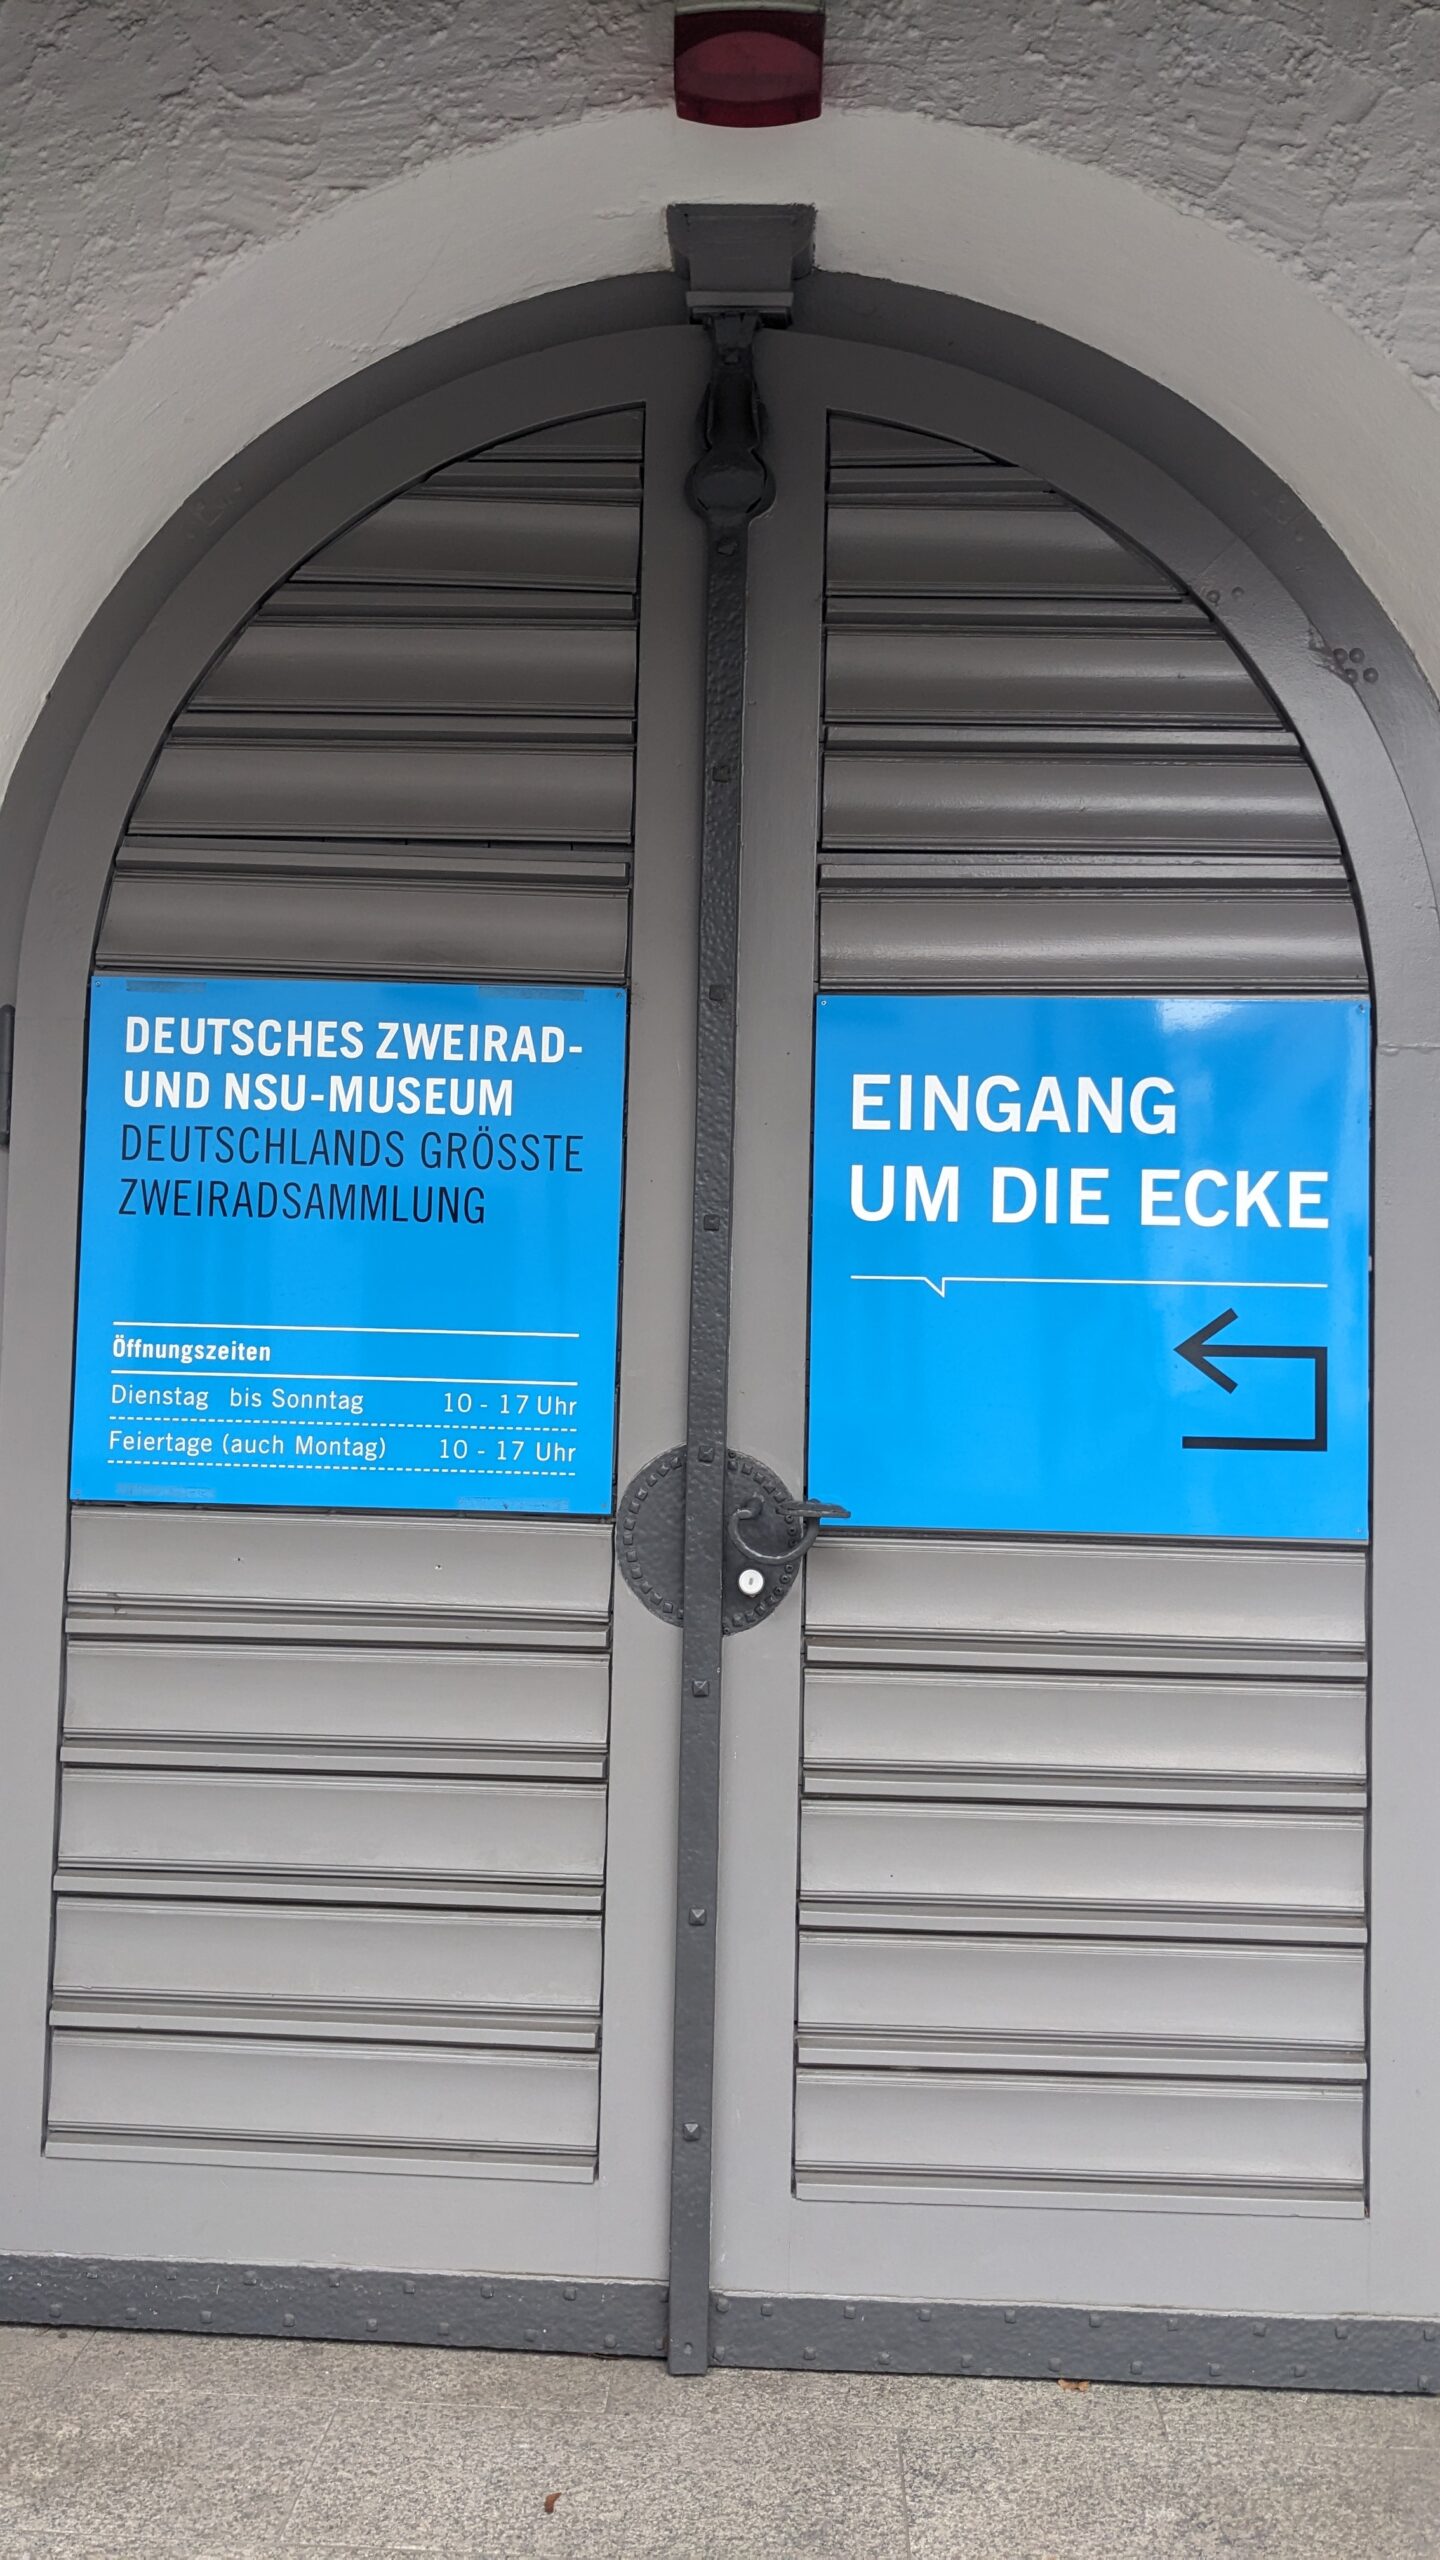 DEUTSCHES ZWEIRAD-
UND NSU-MUSEUM
DEUTSCHLANDS GRÖSSTE
ZWEIRADSAMMLUNG
Öffnungszeiten
Dienstag bis Sonntag 10 - 17 Uhr
Feiertage (auch Montag) 10 - 17 Uhr
EINGANG
UM DIE ECKE